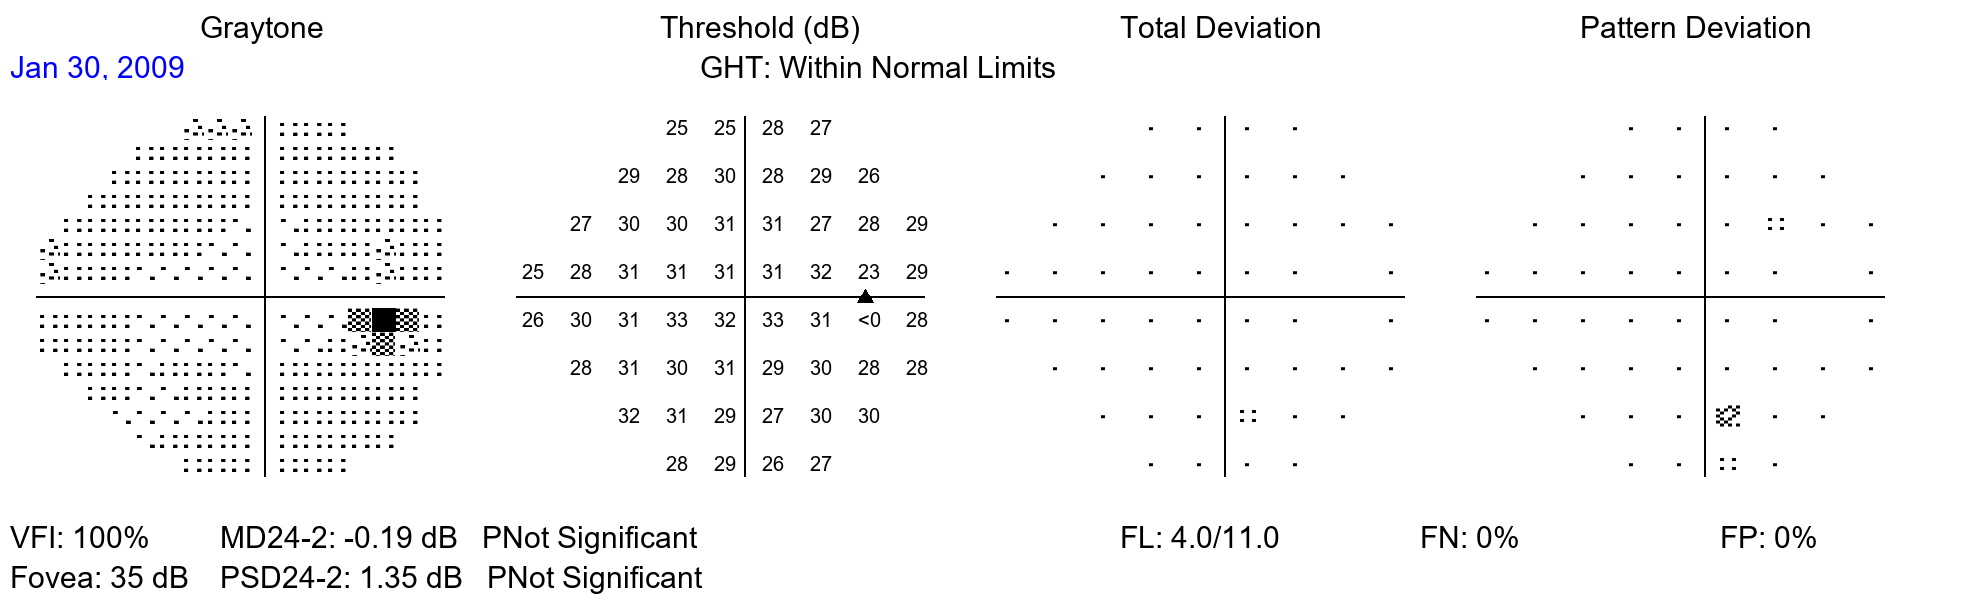 Graytone Threshold (dB) Total Deviation Pattern Deviation
Jan 30, 2009 GHT: Within Normal Limits
25 25 28 27
29 28 30 28 29 26
27 30 30 31 31 27 28 29
25 28 31 31 31 31 32 23 29
26 30 31 33 32 33 31 <0 28
28 31 30 31 29 30 28 28
32 31 29 27 30 30
28 29 26 27
VFI: 100% MD24-2: -0.19 dB PNot Significant FL: 4.0/11.0 FN: 0% FP: 0%
Fovea: 35 dB PSD24-2: 1.35 dB PNot Significant